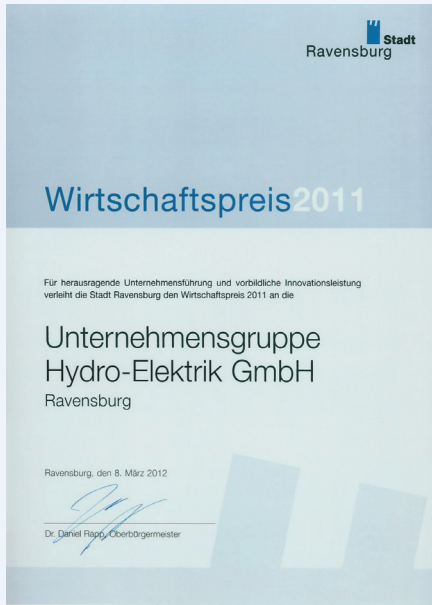 Stadt
Ravensburg
Wirtschaftspreis2011
Für herausragende Unternehmensführung und vorbildliche Innovationsleistung
verleiht die Stadt Ravensburg den Wirtschaftspreis 2011 an die
Unternehmensgruppe
Hydro-Elektrik GmbH
Ravensburg
Ravensburg, den 8. März 2012
Dr. Daniel Rapp, Oberbürgermeister